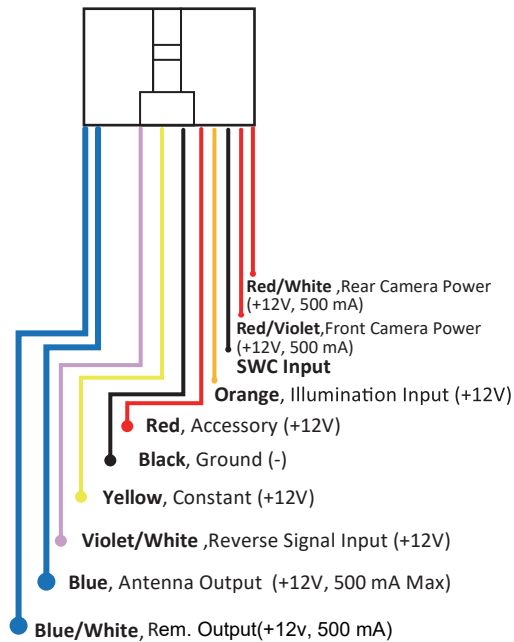 Red/White ,Rear Camera Power
(+12V, 500 mA)
Red/Violet,Front Camera Power
(+12V, 500 mA)
SWC Input
Orange, Illumination Input (+12V)
Red, Accessory (+12V)
Black, Ground (-)
Yellow, Constant (+12V)
Violet/White ,Reverse Signal Input (+12V)
Blue, Antenna Output (+12V, 500 mA Max)
Blue/White, Rem. Output(+12v, 500 mA)